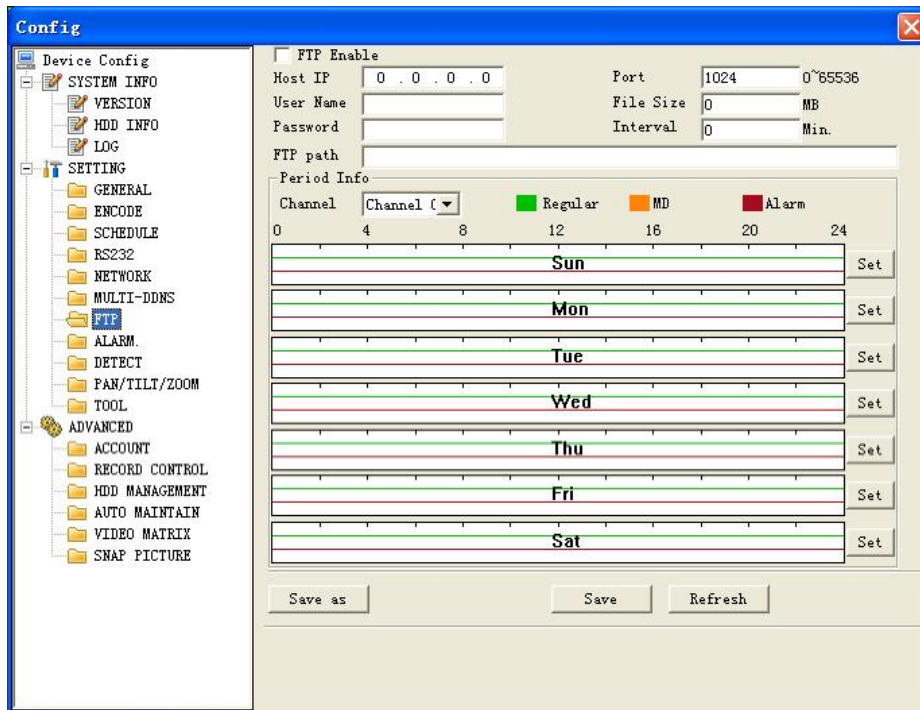 Config
Device Config
SYSTEM INFO
VERSION
HDD INFO
LOG
SETTING
GENERAL
ENCODE
SCHEDULE
RS232
NETWORK
MULTI-DDNS
FTP
ALARM.
DETECT
PAN/TILT/ZOOM
TOOL
ADVANCED
ACCOUNT
RECORD CONTROL
HDD MANAGEMENT
AUTO MAINTAIN
VIDEO MATRIX
SNAP PICTURE
FTP Enable
Host IP 0 . 0 . 0 . 0 Port 1024 0~65536
User Name File Size 0 MB
Password Interval 0 Min.
FTP path
Period Info
Channel Channel Regular MD Alarm
0 4 8 12 16 20 24
Sun Set
Mon Set
Tue Set
Wed Set
Thu Set
Fri Set
Sat Set
Save as Save Refresh